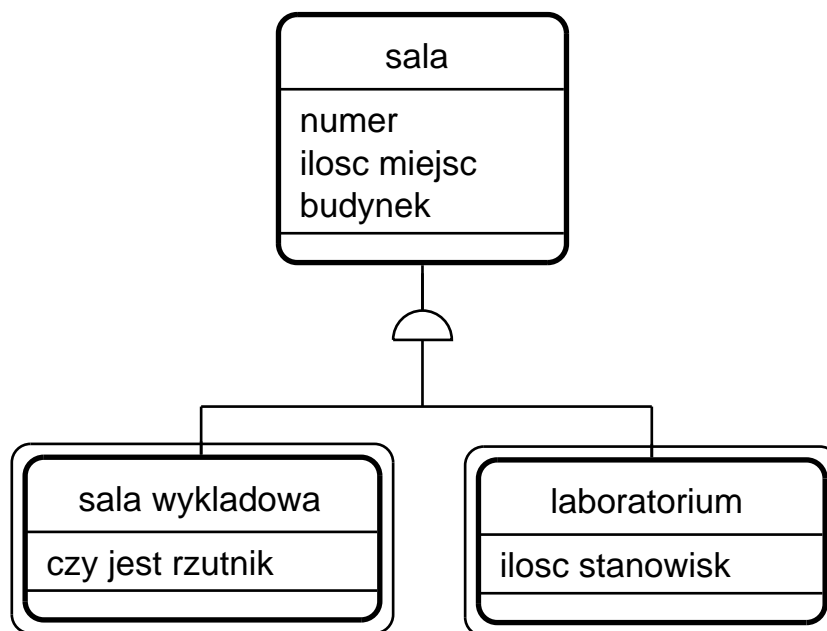 sala
numer
ilosc miejsc
budynek
sala wykladowa
czy jest rzutnik
laboratorium
ilosc stanowisk